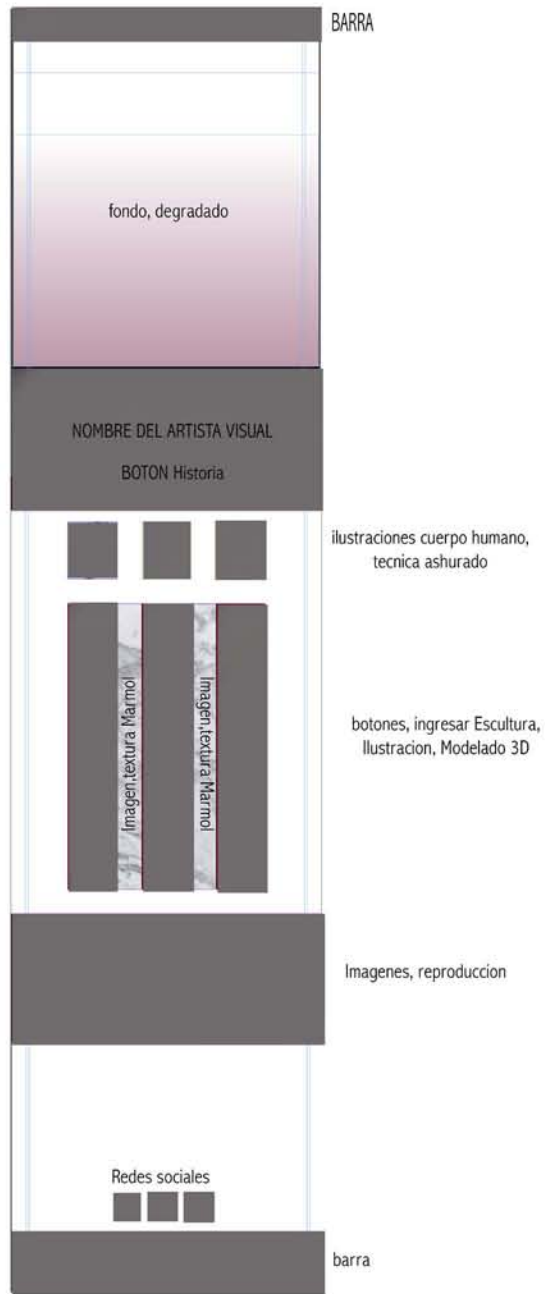 BARRA
fondo, degradado
NOMBRE DEL ARTISTA VISUAL
BOTON Historia
ilustraciones cuerpo humano,
tecnica ashurado
Imagen,textura Marmol
Imagen,textura Marmol
botones, ingresar Escultura,
Ilustracion, Modelado 3D
Imagenes, reproduccion
Redes sociales
barra